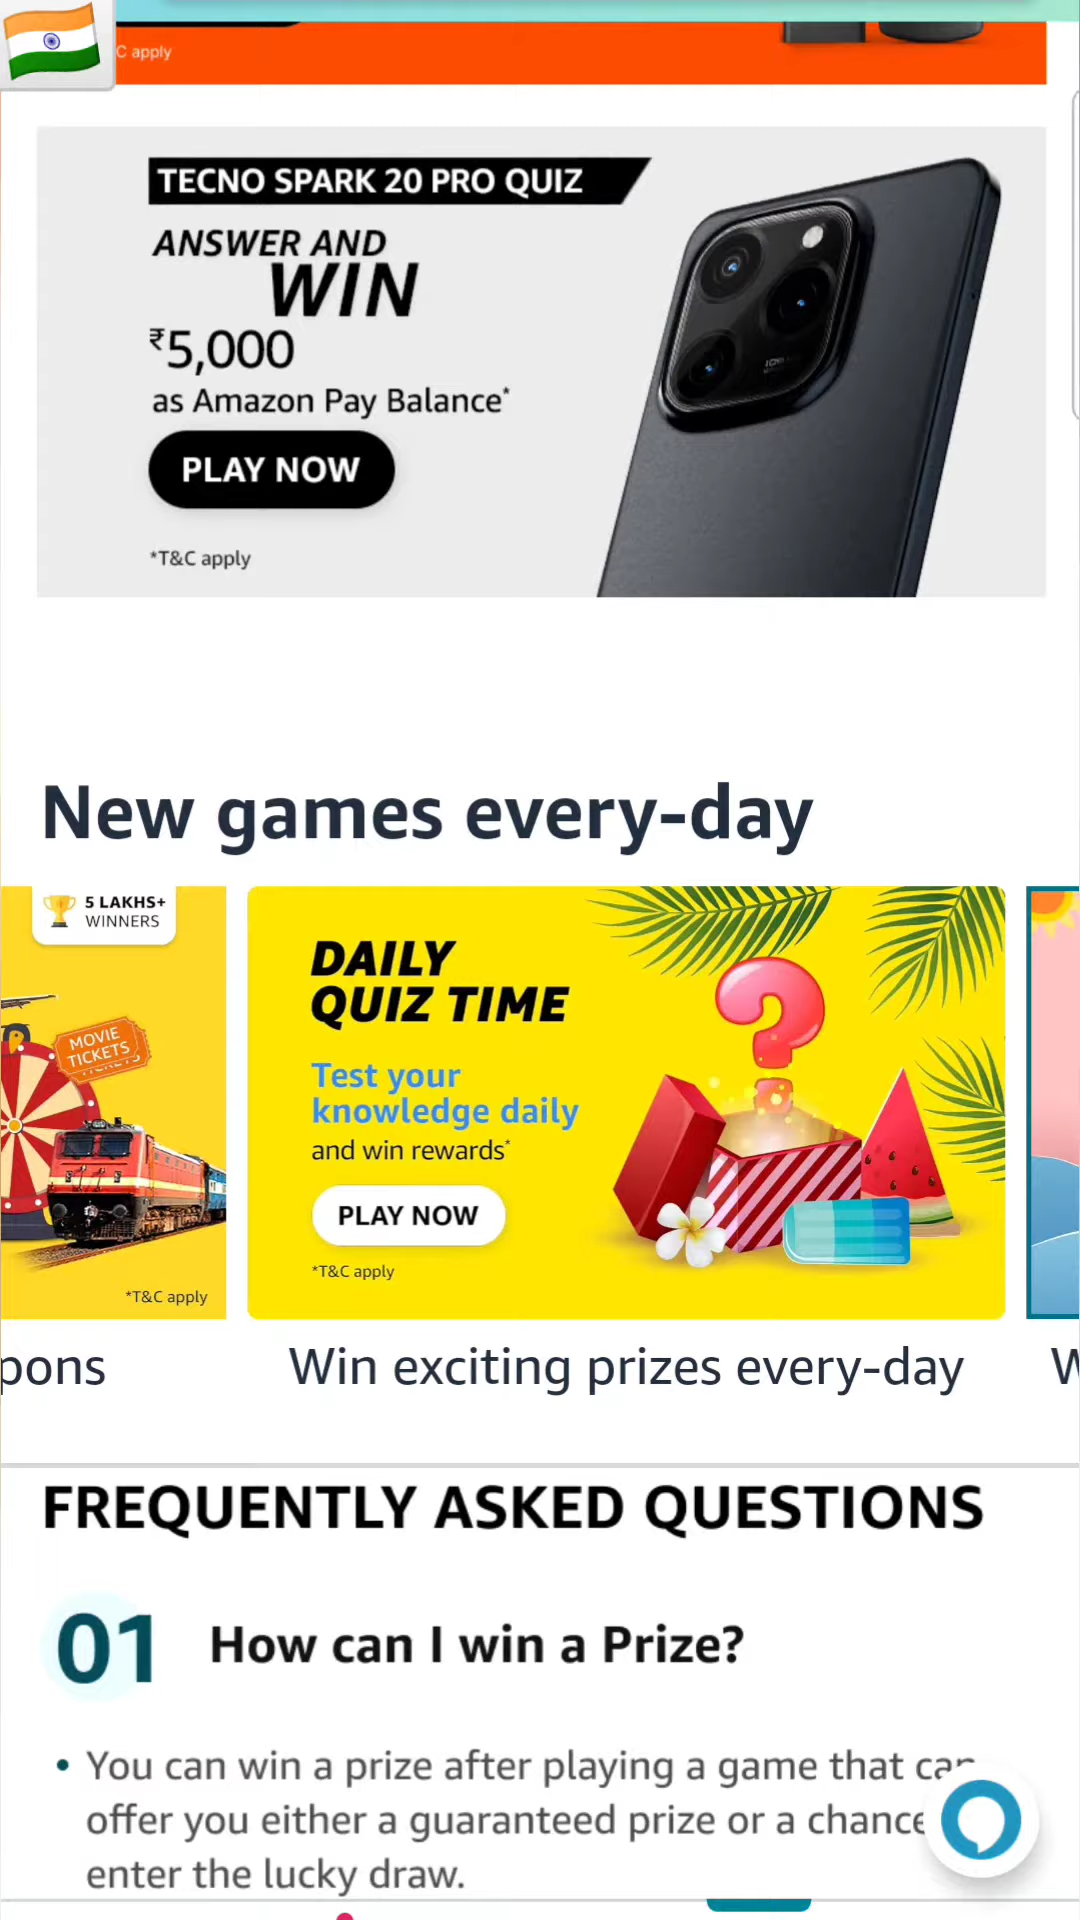 C apply
TECNO SPARK 20 PRO QUIZ
ANSWER AND
WIN
₹5,000
as Amazon Pay Balance*
PLAY NOW
*T&C apply
New games every-day
5 LAKHS+
WINNERS
MOVIE
TICKETS
*T&C apply
DAILY
QUIZ TIME
Test your
knowledge daily
and win rewards*
PLAY NOW
*T&C apply
pons
Win exciting prizes every-day
W
FREQUENTLY ASKED QUESTIONS
01
How can I win a Prize?
• You can win a prize after playing a game that can
offer you either a guaranteed prize or a chance
enter the lucky draw.